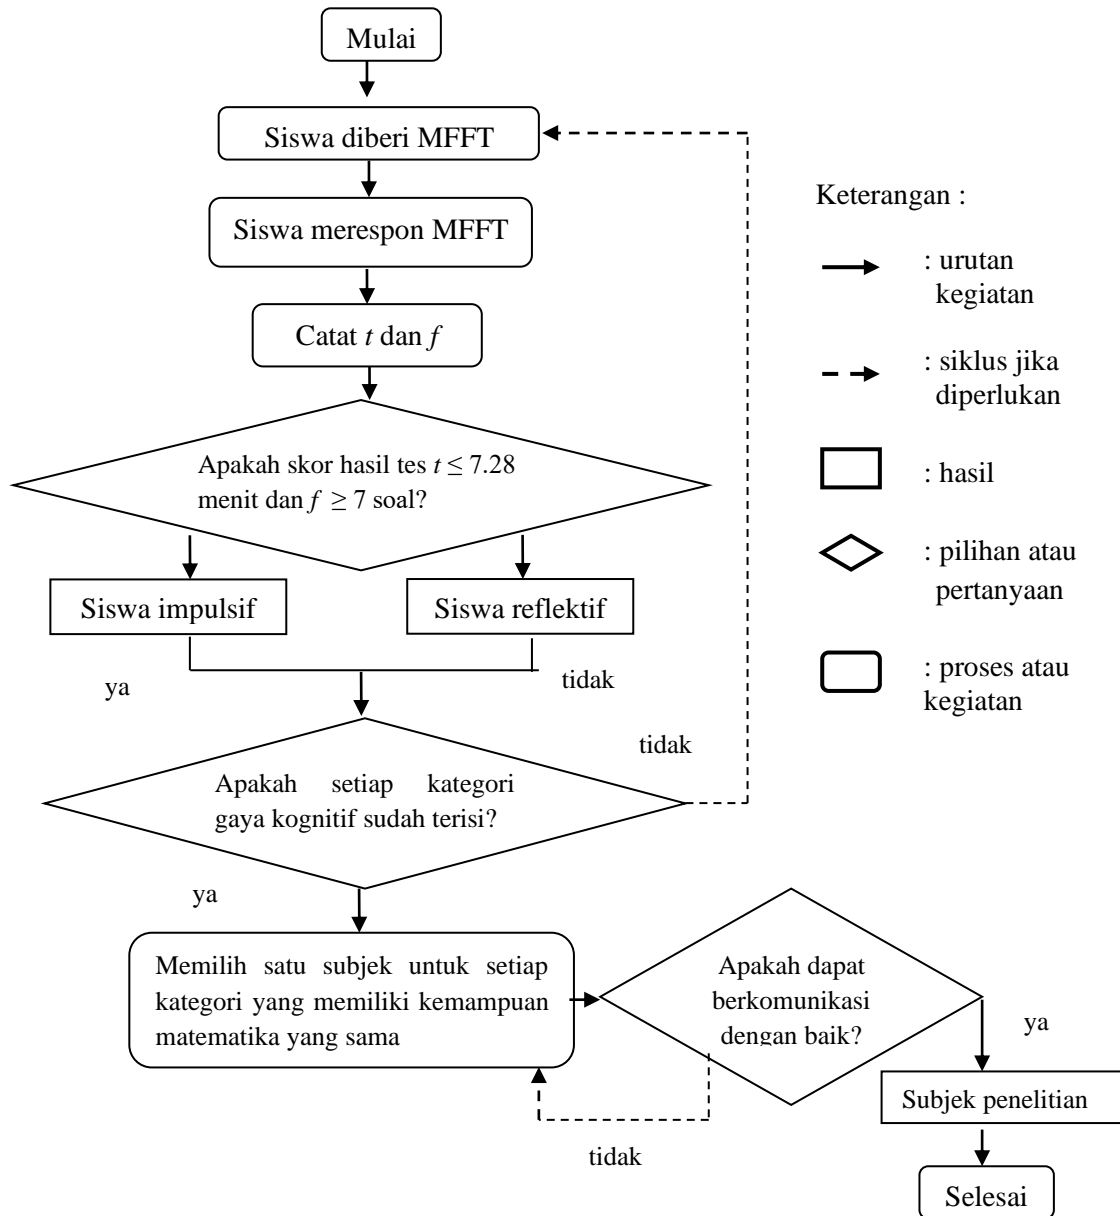 Mulai
Siswa diberi MFFT
Siswa merespon MFFT
Catat t dan f
Apakah skor hasil tes t ≤ 7.28
menit dan f ≥ 7 soal?
Siswa impulsif
Siswa reflektif
ya
tidak
tidak
Apakah setiap kategori
gaya kognitif sudah terisi?
ya
Memilih satu subjek untuk setiap
kategori yang memiliki kemampuan
matematika yang sama
Apakah dapat
berkomunikasi
dengan baik?
ya
tidak
Subjek penelitian
Selesai
Keterangan :
: urutan
kegiatan
: siklus jika
diperlukan
: hasil
: pilihan atau
pertanyaan
: proses atau
kegiatan